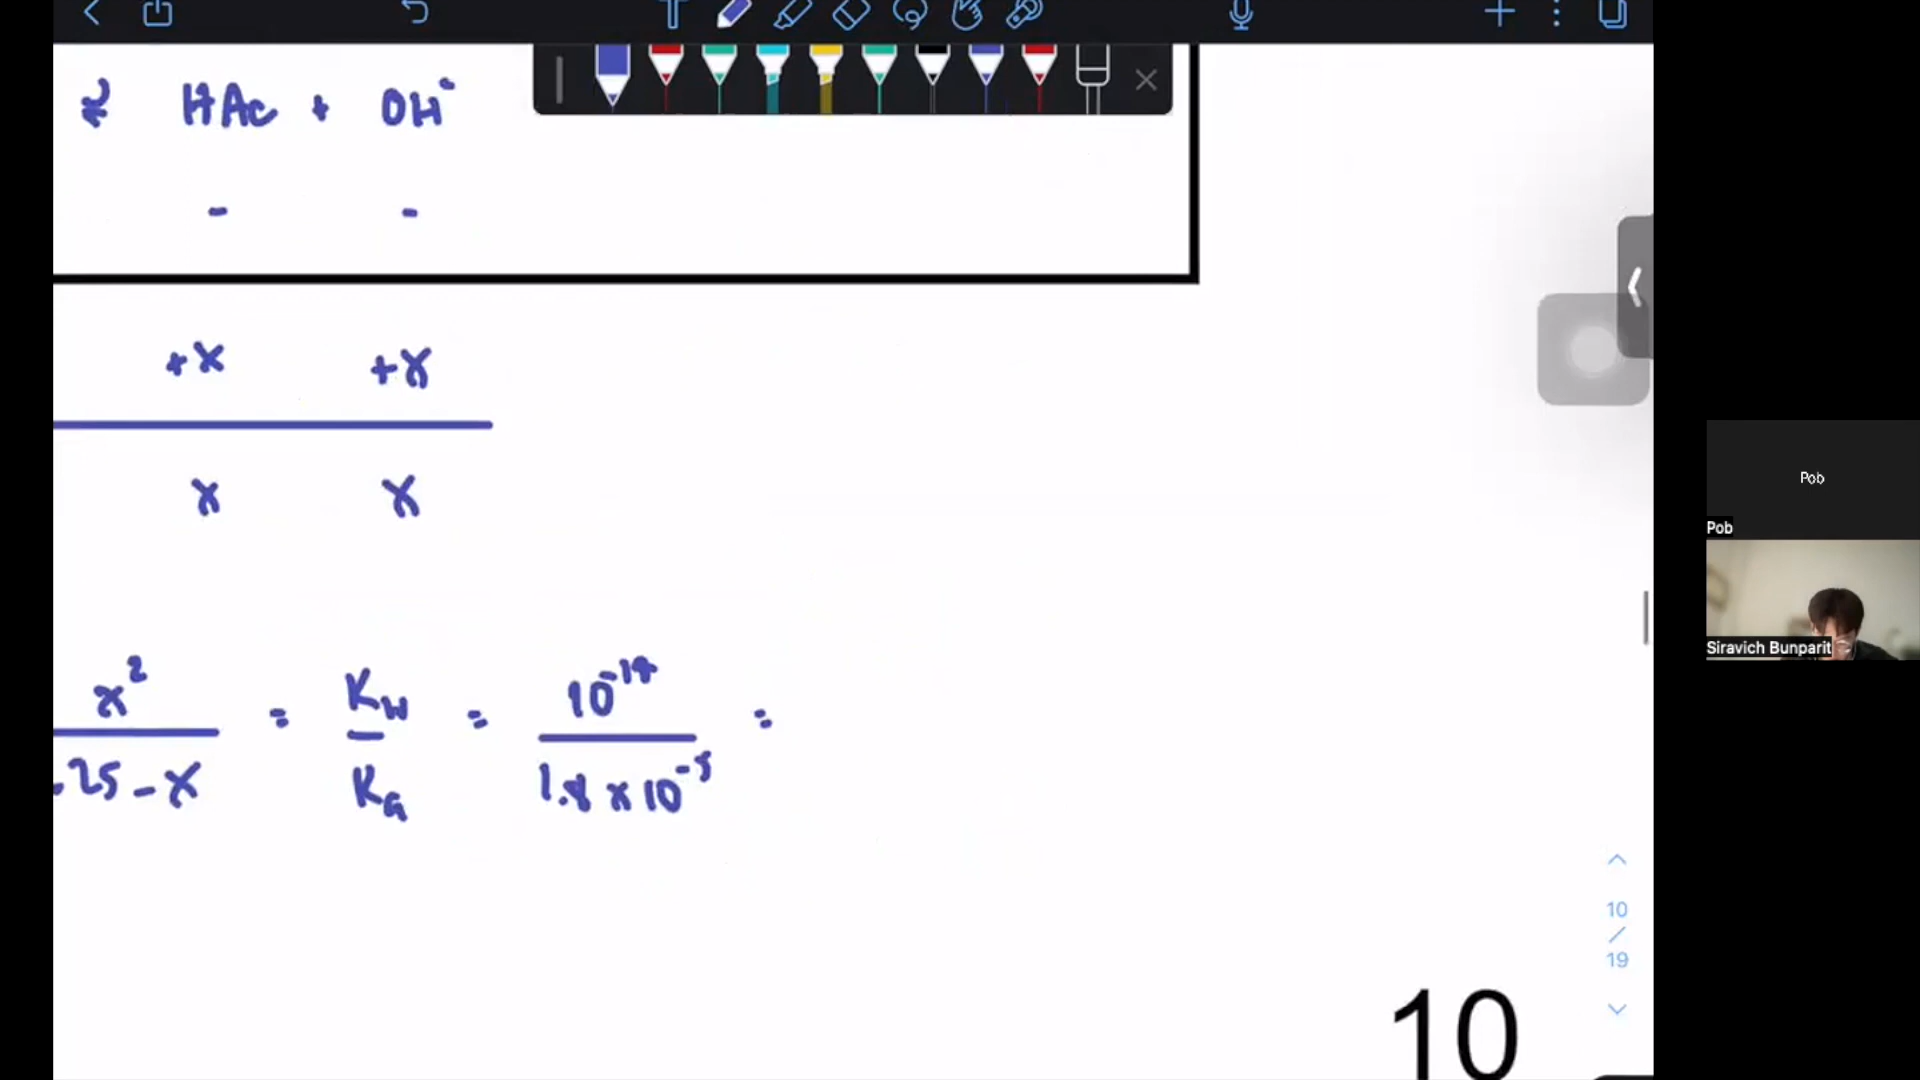 ⇌ HAc + OH⁻
- -
+x +x
x x
x² / .25 - x = Kw / Ka = 10⁻¹⁴ / 1.8 x 10⁻⁵ =
Pob
Pob
Siravich Bunparit
10
/
19
10